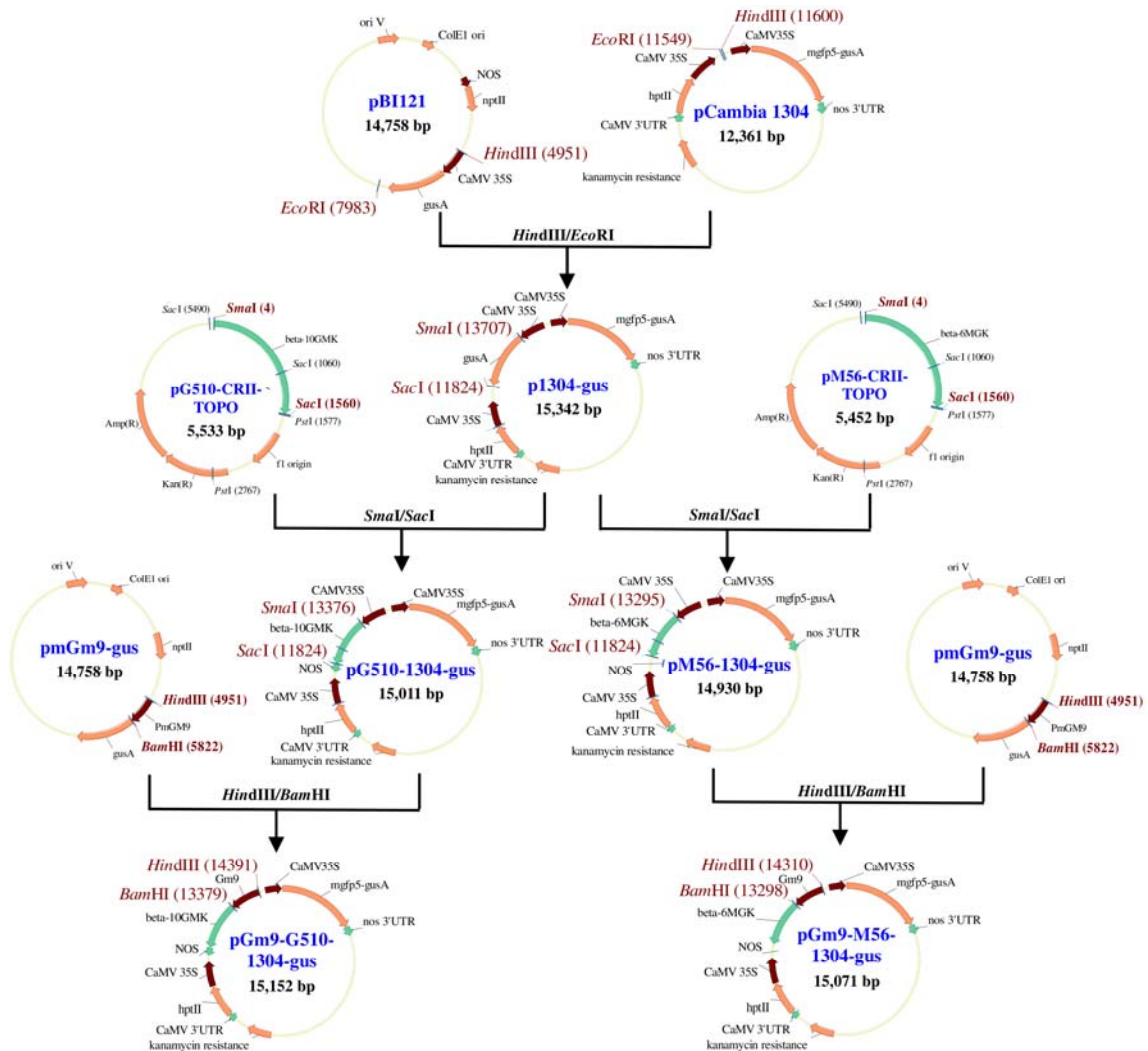 ori V
ColE1 ori
NOS
nptII
pBI121
14,758 bp
HindIII (4951)
CaMV 35S
gusA
EcoRI (7983)
HindIII (11600)
EcoRI (11549)
CaMV35S
CaMV 35S
mgfp5-gusA
hptII
pCambia 1304
12,361 bp
nos 3'UTR
CaMV 3'UTR
kanamycin resistance
HindIII/EcoRI
SacI (5490)
SmaI (4)
beta-10GMK
SacI (1060)
pG510-CRII-
TOPO
5,533 bp
SacI (1560)
PstI (1577)
Amp(R)
f1 origin
Kan(R)
PstI (2767)
CaMV35S
CaMV 35S
SmaI (13707)
mgfp5-gusA
gusA
nos 3'UTR
SacI (11824)
p1304-gus
15,342 bp
CaMV 35S
hptII
CaMV 3'UTR
kanamycin resistance
SacI (5490)
SmaI (4)
beta-6MGK
SacI (1060)
pM56-CRII-
TOPO
5,452 bp
SacI (1560)
PstI (1577)
Amp(R)
f1 origin
Kan(R)
PstI (2767)
SmaI/SacI
SmaI/SacI
ori V
ColE1 ori
nptII
pmGm9-gus
14,758 bp
HindIII (4951)
PmGM9
BamHI (5822)
gusA
CAMV 35S
CaMV35S
SmaI (13376)
mgfp5-gusA
beta-10GMK
SacI (11824)
nos 3'UTR
NOS
pG510-1304-gus
15,011 bp
CaMV 35S
hptII
CaMV 3'UTR
kanamycin resistance
CaMV 35S
CaMV35S
SmaI (13295)
mgfp5-gusA
beta-6MGK
SacI (11824)
nos 3'UTR
NOS
pM56-1304-gus
14,930 bp
CaMV 35S
hptII
CaMV 3'UTR
kanamycin resistance
ori V
ColE1 ori
nptII
pmGm9-gus
14,758 bp
HindIII (4951)
PmGM9
BamHI (5822)
gusA
HindIII/BamHI
HindIII/BamHI
HindIII (14391)
CaMV35S
Gm9
BamHI (13379)
mgfp5-gusA
beta-10GMK
nos 3'UTR
NOS
pGm9-G510-
1304-gus
15,152 bp
CaMV 35S
hptII
CaMV 3'UTR
kanamycin resistance
HindIII (14310)
CaMV35S
Gm9
BamHI (13298)
mgfp5-gusA
beta-6MGK
nos 3'UTR
NOS
pGm9-M56-
1304-gus
15,071 bp
CaMV 35S
hptII
CaMV 3'UTR
kanamycin resistance